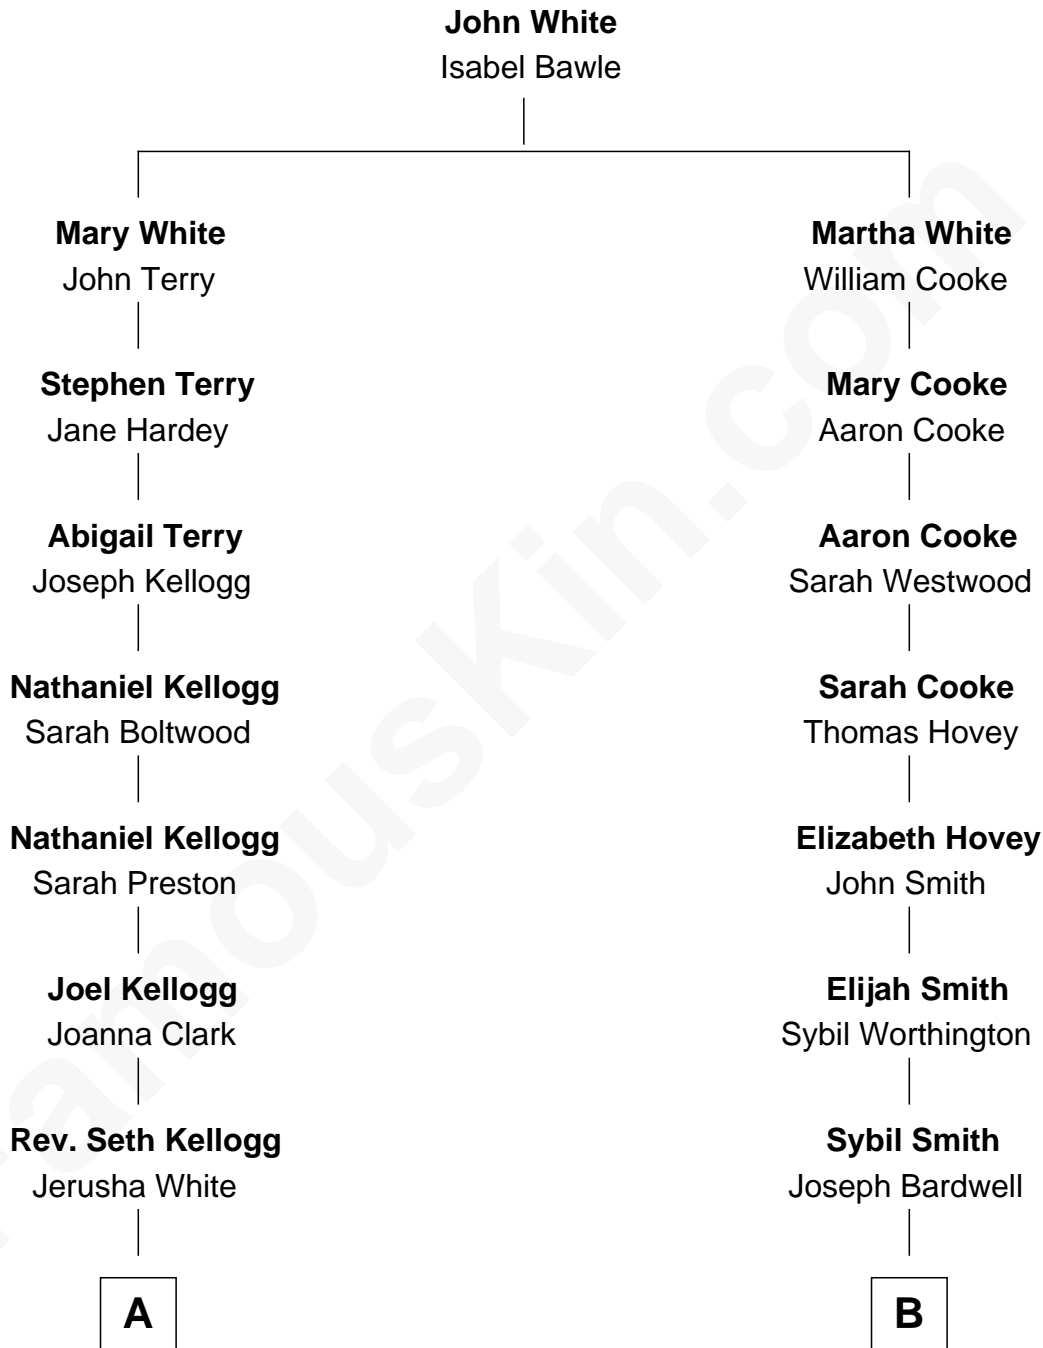 John White
Isabel Bawle
Mary White
John Terry
Martha White
William Cooke
Stephen Terry
Jane Hardey
Mary Cooke
Aaron Cooke
Abigail Terry
Joseph Kellogg
Aaron Cooke
Sarah Westwood
Nathaniel Kellogg
Sarah Boltwood
Sarah Cooke
Thomas Hovey
Nathaniel Kellogg
Sarah Preston
Elizabeth Hovey
John Smith
Joel Kellogg
Joanna Clark
Elijah Smith
Sybil Worthington
Rev. Seth Kellogg
Jerusha White
Sybil Smith
Joseph Bardwell
A
B
FamousKin.com